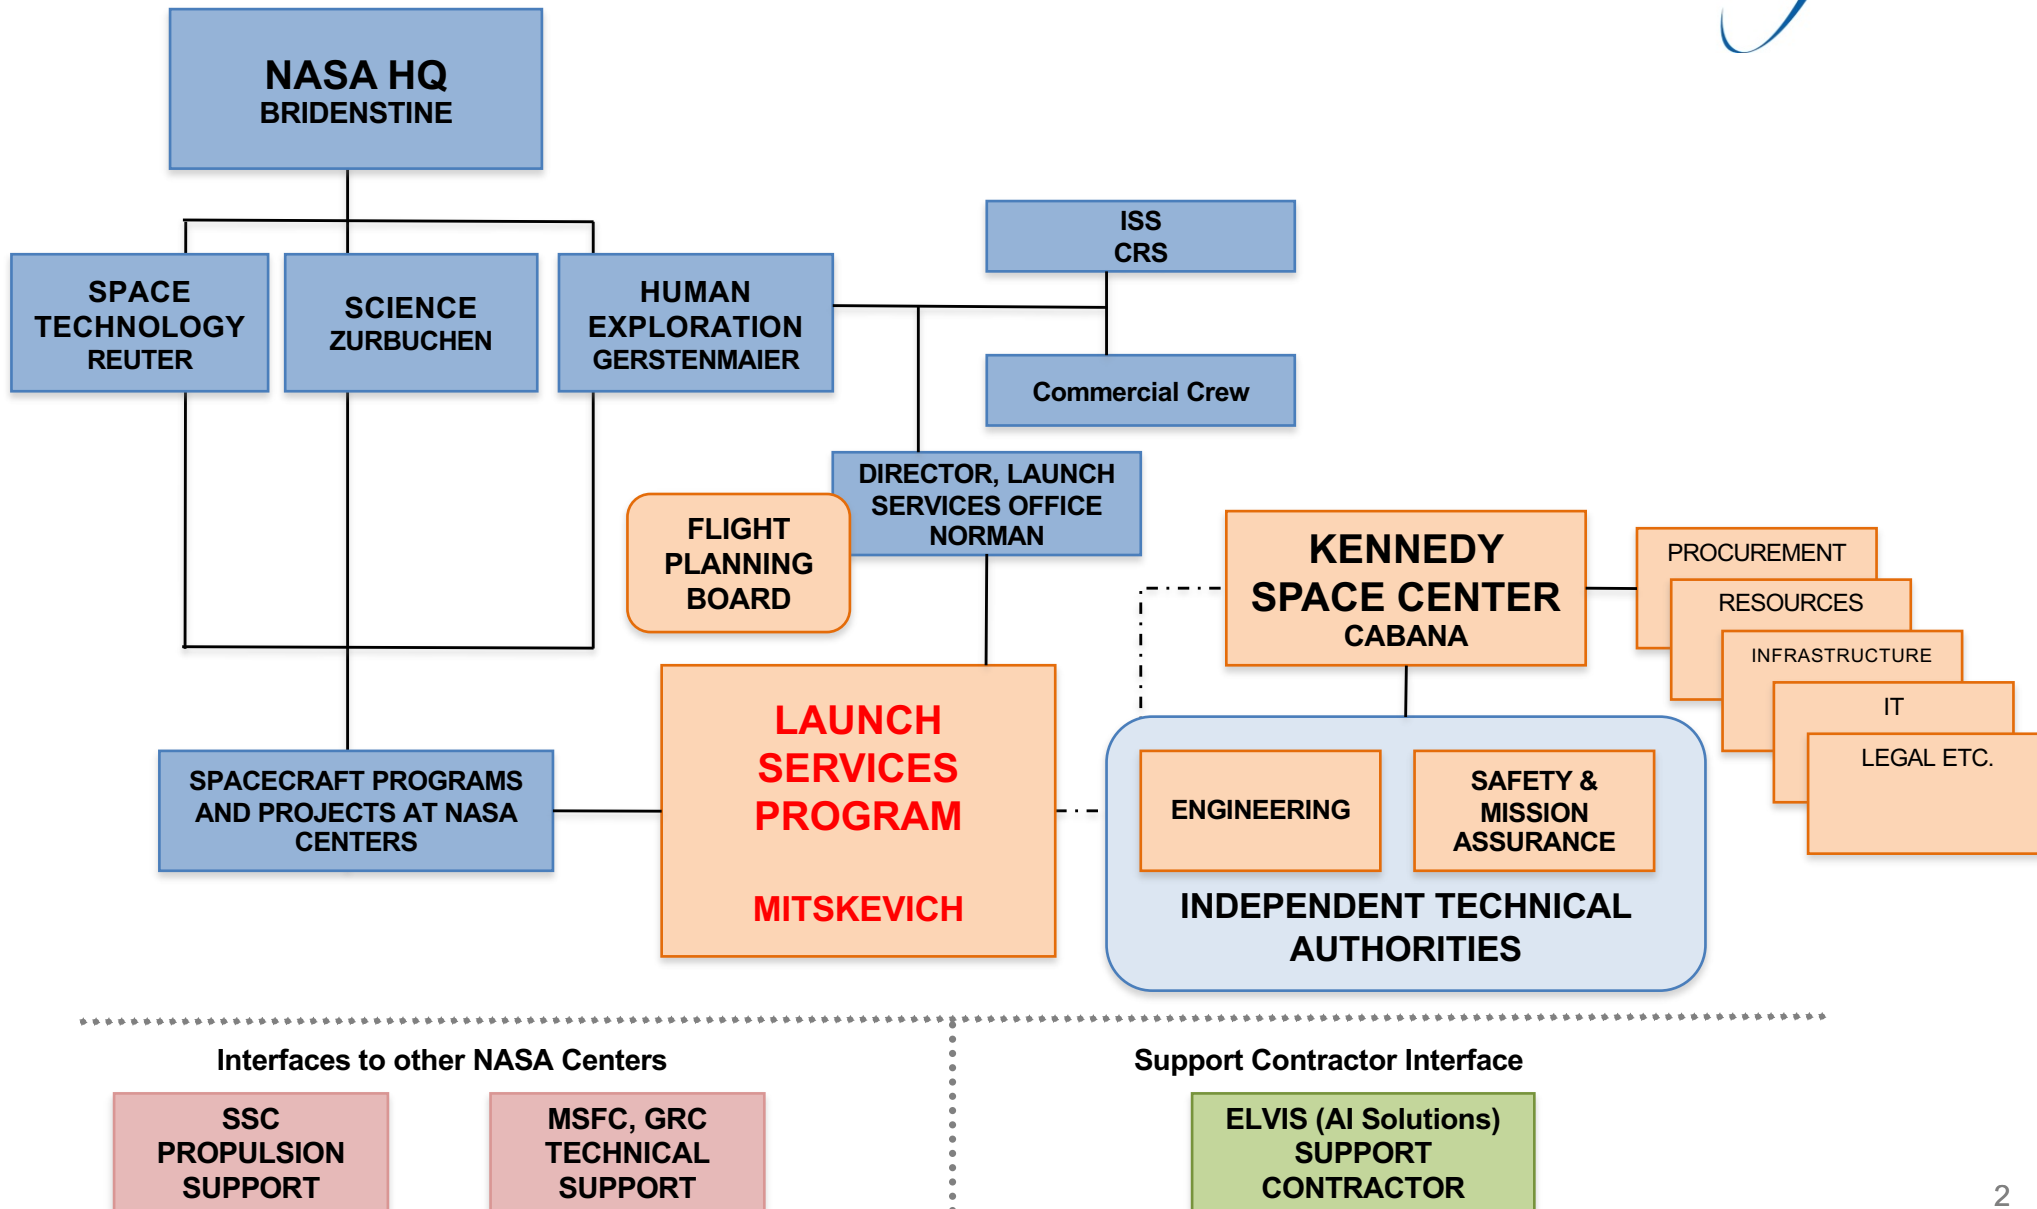 NASA HQ
BRIDENSTINE
ISS
CRS
SPACE
TECHNOLOGY
REUTER
SCIENCE
ZURBUCHEN
HUMAN
EXPLORATION
GERSTENMAIER
Commercial Crew
DIRECTOR, LAUNCH
SERVICES OFFICE
NORMAN
FLIGHT
PLANNING
BOARD
KENNEDY
SPACE CENTER
CABANA
PROCUREMENT
RESOURCES
INFRASTRUCTURE
IT
LEGAL ETC.
SPACECRAFT PROGRAMS
AND PROJECTS AT NASA
CENTERS
LAUNCH
SERVICES
PROGRAM
MITSKEVICH
ENGINEERING
SAFETY &
MISSION
ASSURANCE
INDEPENDENT TECHNICAL
AUTHORITIES
Interfaces to other NASA Centers
Support Contractor Interface
SSC
PROPULSION
SUPPORT
MSFC, GRC
TECHNICAL
SUPPORT
ELVIS (AI Solutions)
SUPPORT
CONTRACTOR
2